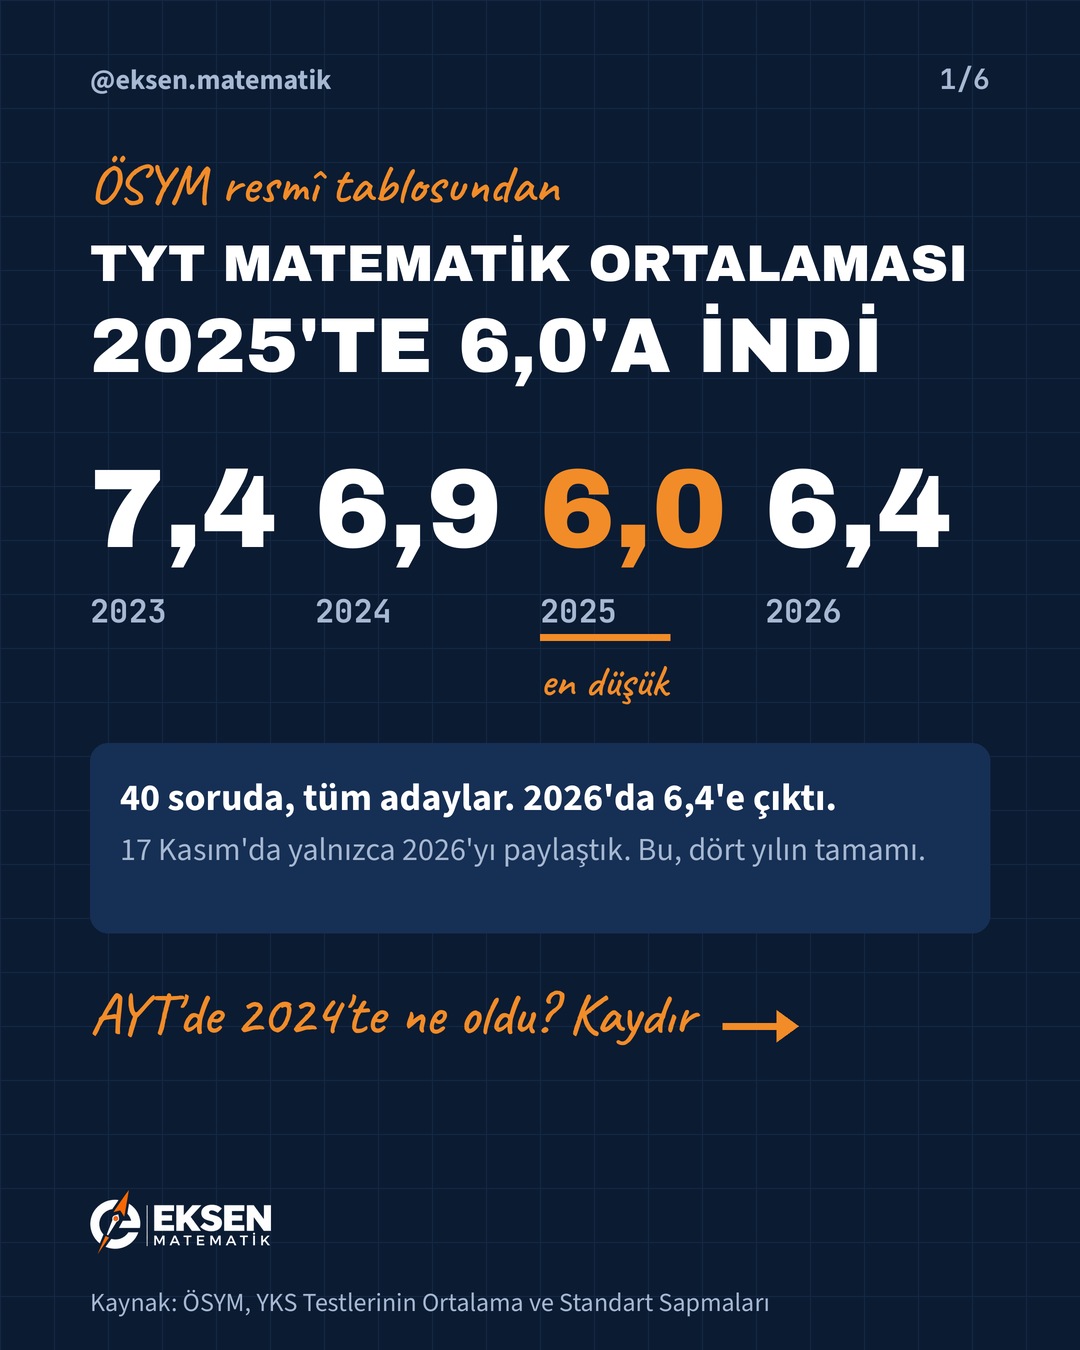 @eksen.matematik
1/6
ÖSYM resmî tablosundan
TYT MATEMATİK ORTALAMASI
2025'TE 6,0'A İNDİ
7,4 6,9 6,0 6,4
2023 2024 2025 2026
en düşük
40 soruda, tüm adaylar. 2026'da 6,4'e çıktı.
17 Kasım'da yalnızca 2026'yı paylaştık. Bu, dört yılın tamamı.
AYT'de 2024'te ne oldu? Kaydır
EKSEN
MATEMATİK
Kaynak: ÖSYM, YKS Testlerinin Ortalama ve Standart Sapmaları